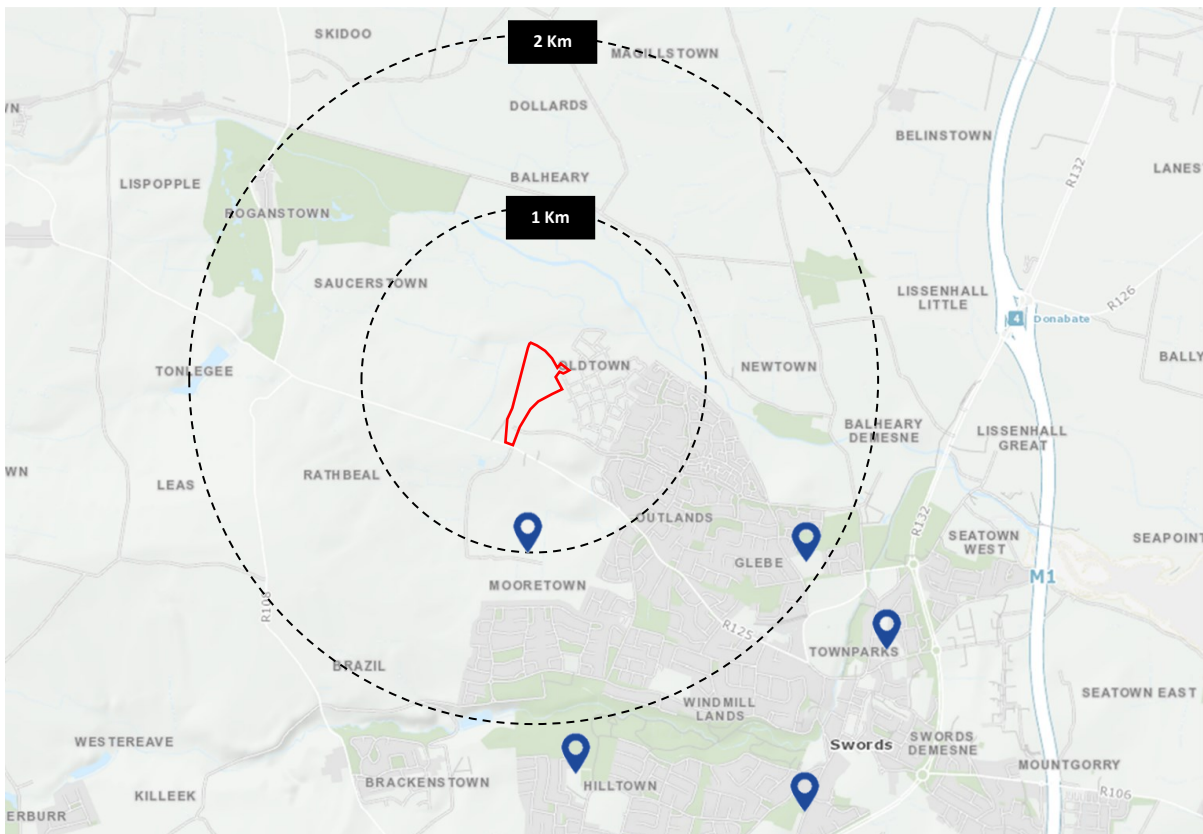 SKIDOO
2 Km
MAGILLSTOWN
DOLLARDS
BELINSTOWN
R132
LANES
LISPOPPLE
BALHEARY
ROGANSTOWN
1 Km
SAUCERSTOWN
LISSENHALL
LITTLE
R126
4
Donabate
TONLEGEE
OLDTOWN
NEWTOWN
BALLY
BALHEARY
DEMESNE
LISSENHALL
GREAT
WN
LEAS
RATHBEAL
OUTLANDS
R132
SEATOWN
WEST
SEAPOINT
GLEBE
M1
MOORETOWN
R108
R125
TOWNPARKS
BRAZIL
SEATOWN EAST
WINDMILL
LANDS
WESTEREAVE
Swords
SWORDS
DEMESNE
MOUNTGORRY
BRACKENSTOWN
HILLTOWN
KILLEEK
R106
ERBURR